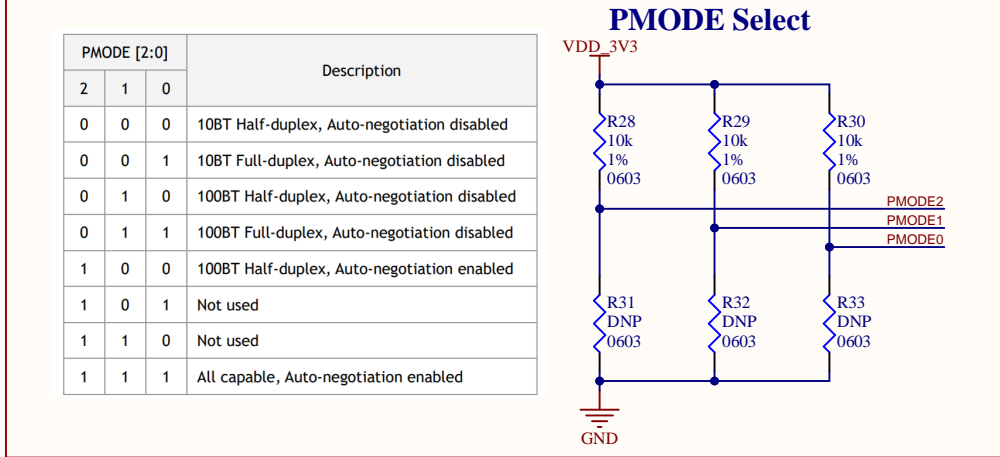 PMODE Select
PMODE [2:0]
Description
2 1 0
0 0 0 10BT Half-duplex, Auto-negotiation disabled
0 0 1 10BT Full-duplex, Auto-negotiation disabled
0 1 0 100BT Half-duplex, Auto-negotiation disabled
0 1 1 100BT Full-duplex, Auto-negotiation disabled
1 0 0 100BT Half-duplex, Auto-negotiation enabled
1 0 1 Not used
1 1 0 Not used
1 1 1 All capable, Auto-negotiation enabled
VDD_3V3
R28
10k
1%
0603
R29
10k
1%
0603
R30
10k
1%
0603
PMODE2
PMODE1
PMODE0
R31
DNP
0603
R32
DNP
0603
R33
DNP
0603
GND